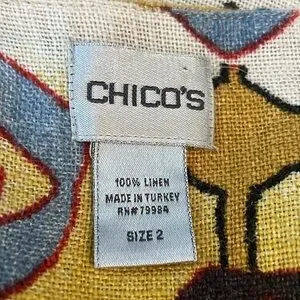 CHICO'S
100% LINEN
MADE IN TURKEY
RN#79984
SIZE 2